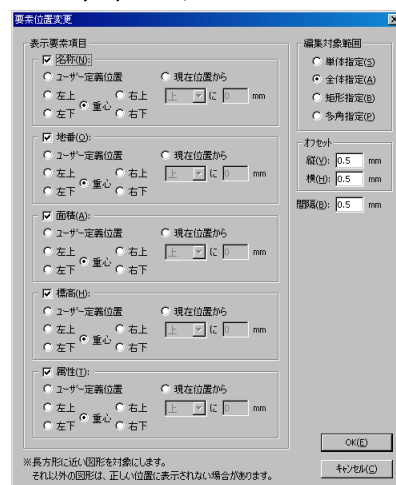 要素位置変更
表示要素項目
名称(N):
ユーザー定義位置 現在位置から
左上 重心 右上 上 に 0 mm
左下 右下
地番(O):
ユーザー定義位置 現在位置から
左上 重心 右上 上 に 0 mm
左下 右下
面積(A):
ユーザー定義位置 現在位置から
左上 重心 右上 上 に 0 mm
左下 右下
標高(H):
ユーザー定義位置 現在位置から
左上 重心 右上 上 に 0 mm
左下 右下
属性(T):
ユーザー定義位置 現在位置から
左上 重心 右上 上 に 0 mm
左下 右下
※長方形に近い図形を対象にします。
それ以外の図形は、正しい位置に表示されない場合があります。
編集対象範囲
単体指定(S)
全体指定(A)
矩形指定(B)
多角指定(P)
オフセット
縦(V): 0.5 mm
横(H): 0.5 mm
間隔(B): 0.5 mm
OK(E)
キャンセル(C)